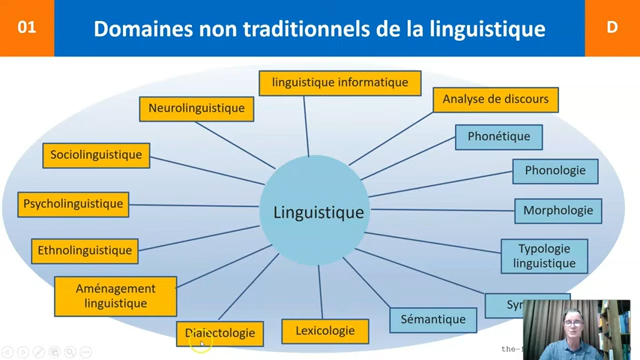 01
Domaines non traditionnels de la linguistique
D
linguistique informatique
Neurolinguistique
Analyse de discours
Phonétique
Sociolinguistique
Phonologie
Psycholinguistique
Linguistique
Morphologie
Ethnolinguistique
Typologie
linguistique
Aménagement
linguistique
Dialectologie
Lexicologie
Sémantique